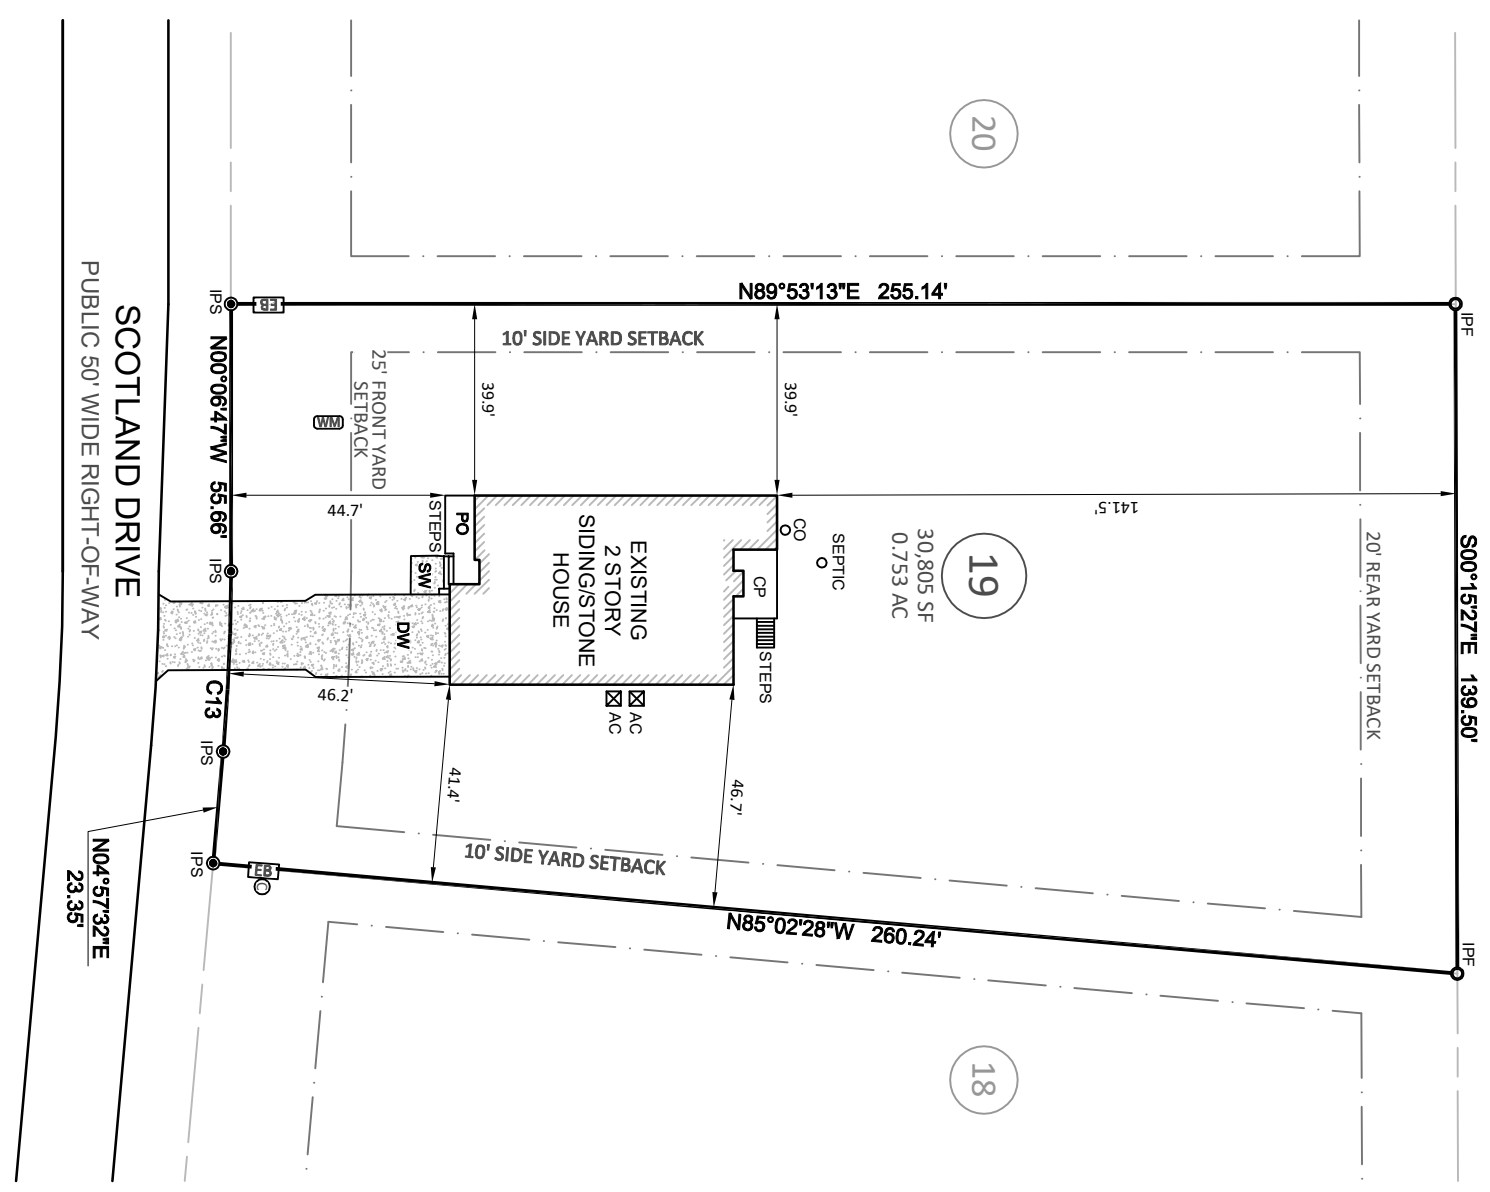 20
N89°53'13"E 255.14'
IPS
EB
IPF
10' SIDE YARD SETBACK
25' FRONT YARD
SETBACK
39.9'
39.9'
WM
SCOTLAND DRIVE
PUBLIC 50' WIDE RIGHT-OF-WAY
N00°06'47"W 55.66'
44.7'
STEPS
PO
141.5'
CO
SEPTIC
19
30,805 SF
0.753 AC
20' REAR YARD SETBACK
S00°15'27"E 139.50'
EXISTING
2 STORY
SIDING/STONE
HOUSE
CP
STEPS
IPS
SW
DW
46.2'
C13
IPS
AC
AC
41.4'
46.7'
N04°57'32"E
23.35'
IPS
EB
C
10' SIDE YARD SETBACK
N85°02'28"W 260.24'
IPF
18